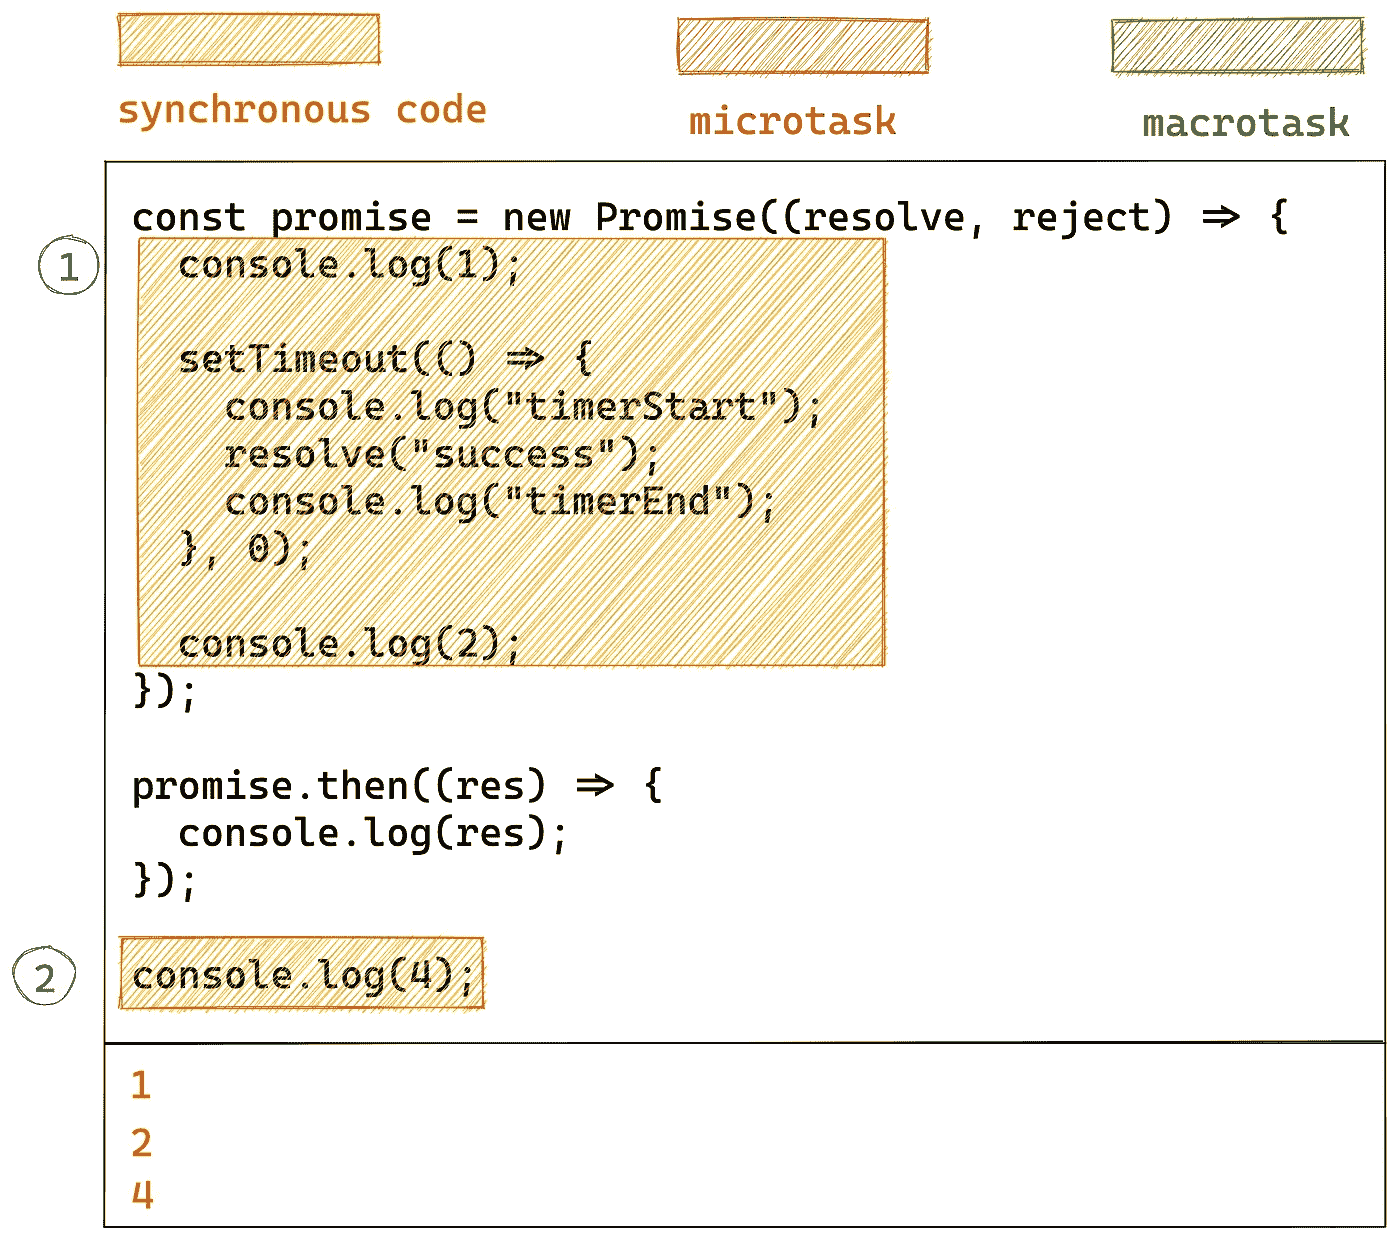 synchronous code
microtask
macrotask
const promise = new Promise((resolve, reject) => {
1
  console.log(1);
  setTimeout(() => {
    console.log("timerStart");
    resolve("success");
    console.log("timerEnd");
  }, 0);
  console.log(2);
});
promise.then((res) => {
  console.log(res);
});
2
console.log(4);
1
2
4